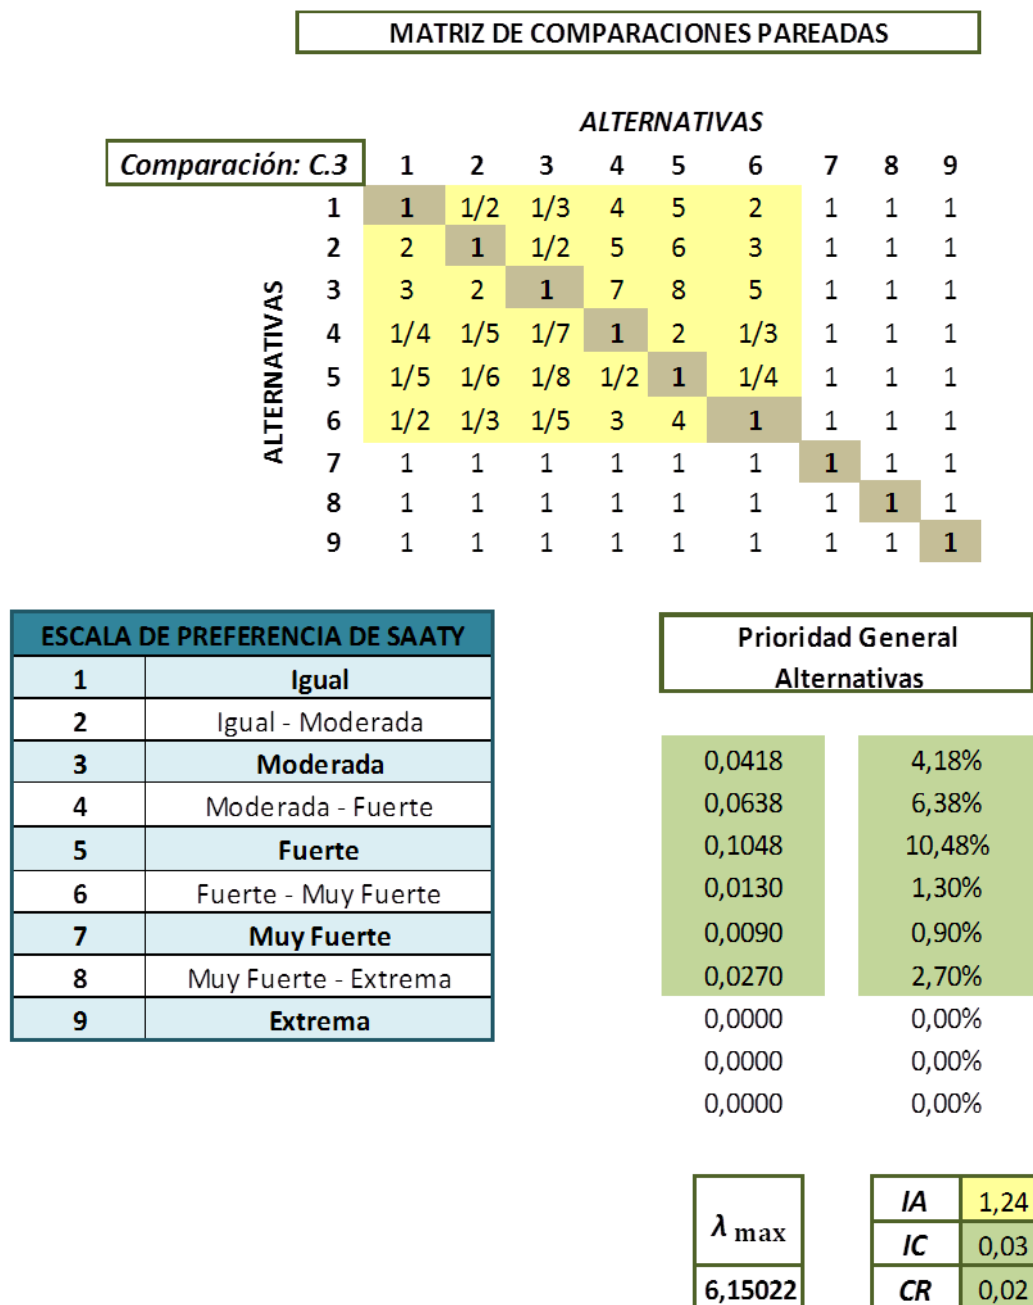 MATRIZ DE COMPARACIONES PAREADAS
ALTERNATIVAS
Comparación: C.3 1 2 3 4 5 6 7 8 9
ALTERNATIVAS
1 1 1/2 1/3 4 5 2 1 1 1
2 2 1 1/2 5 6 3 1 1 1
3 3 2 1 7 8 5 1 1 1
4 1/4 1/5 1/7 1 2 1/3 1 1 1
5 1/5 1/6 1/8 1/2 1 1/4 1 1 1
6 1/2 1/3 1/5 3 4 1 1 1 1
7 1 1 1 1 1 1 1 1 1
8 1 1 1 1 1 1 1 1 1
9 1 1 1 1 1 1 1 1 1
ESCALA DE PREFERENCIA DE SAATY
1 Igual
2 Igual - Moderada
3 Moderada
4 Moderada - Fuerte
5 Fuerte
6 Fuerte - Muy Fuerte
7 Muy Fuerte
8 Muy Fuerte - Extrema
9 Extrema
Prioridad General
Alternativas
0,0418 4,18%
0,0638 6,38%
0,1048 10,48%
0,0130 1,30%
0,0090 0,90%
0,0270 2,70%
0,0000 0,00%
0,0000 0,00%
0,0000 0,00%
λ max
6,15022
IA 1,24
IC 0,03
CR 0,02